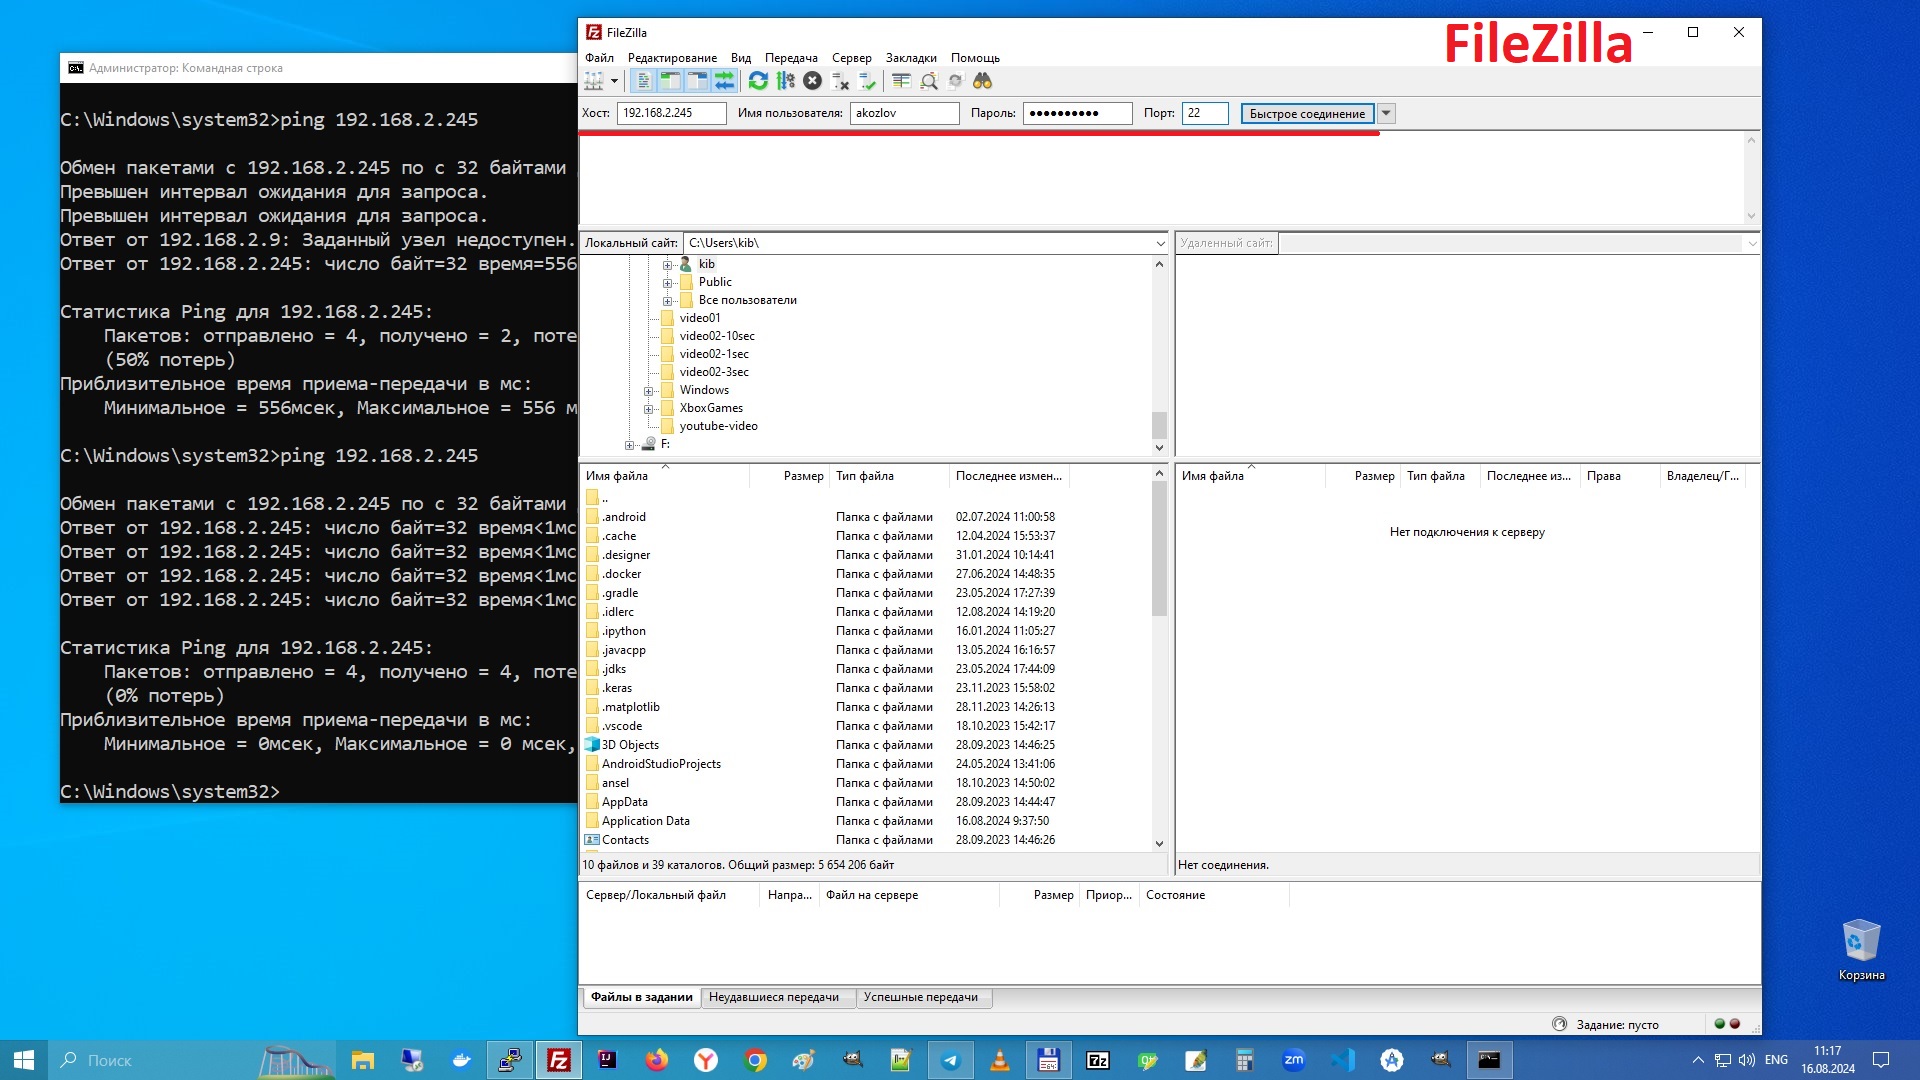 Администратор: Командная строка
C:\Windows\system32>ping 192.168.2.245
Обмен пакетами с 192.168.2.245 по с 32 байтами
Превышен интервал ожидания для запроса.
Превышен интервал ожидания для запроса.
Ответ от 192.168.2.9: Заданный узел недоступен.
Ответ от 192.168.2.245: число байт=32 время=556
Статистика Ping для 192.168.2.245:
Пакетов: отправлено = 4, получено = 2, поте
(50% потерь)
Приблизительное время приема-передачи в мс:
Минимальное = 556мсек, Максимальное = 556 м
C:\Windows\system32>ping 192.168.2.245
Обмен пакетами с 192.168.2.245 по с 32 байтами
Ответ от 192.168.2.245: число байт=32 время<1мс
Ответ от 192.168.2.245: число байт=32 время<1мс
Ответ от 192.168.2.245: число байт=32 время<1мс
Ответ от 192.168.2.245: число байт=32 время<1мс
Статистика Ping для 192.168.2.245:
Пакетов: отправлено = 4, получено = 4, поте
(0% потерь)
Приблизительное время приема-передачи в мс:
Минимальное = 0мсек, Максимальное = 0 мсек,
C:\Windows\system32>
FileZilla
FileZilla
Файл Редактирование Вид Передача Сервер Закладки Помощь
Хост: 192.168.2.245 Имя пользователя: akozlov Пароль: ●●●●●●●●●● Порт: 22 Быстрое соединение
Локальный сайт: C:\Users\kib\
kib
Public
Все пользователи
video01
video02-10sec
video02-1sec
video02-3sec
Windows
XboxGames
youtube-video
F:
Удаленный сайт:
Имя файла Размер Тип файла Последнее измен...
..
.android Папка с файлами 02.07.2024 11:00:58
.cache Папка с файлами 12.04.2024 15:53:37
.designer Папка с файлами 31.01.2024 10:14:41
.docker Папка с файлами 27.06.2024 14:48:35
.gradle Папка с файлами 23.05.2024 17:27:39
.idlerc Папка с файлами 12.08.2024 14:19:20
.ipython Папка с файлами 16.01.2024 11:05:27
.javacpp Папка с файлами 13.05.2024 16:16:57
.jdks Папка с файлами 23.05.2024 17:44:09
.keras Папка с файлами 23.11.2023 15:58:02
.matplotlib Папка с файлами 28.11.2023 14:26:13
.vscode Папка с файлами 18.10.2023 15:42:17
3D Objects Папка с файлами 28.09.2023 14:46:25
AndroidStudioProjects Папка с файлами 24.05.2024 13:41:06
ansel Папка с файлами 18.10.2023 14:50:02
AppData Папка с файлами 28.09.2023 14:44:47
Application Data Папка с файлами 16.08.2024 9:37:50
Contacts Папка с файлами 28.09.2023 14:46:26
10 файлов и 39 каталогов. Общий размер: 5 654 206 байт
Имя файла Размер Тип файла Последнее из... Права Владелец/Г...
Нет подключения к серверу
Нет соединения.
Сервер/Локальный файл Напра... Файл на сервере Размер Приор... Состояние
Файлы в задании Неудавшиеся передачи Успешные передачи
Задание: пусто
Корзина
Поиск
ENG
11:17
16.08.2024